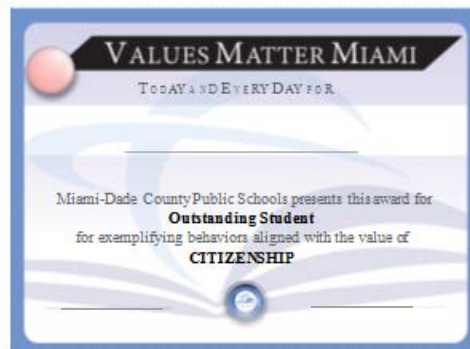 VALUES MATTER MIAMI
TODAY AND EVERY DAY FOR
Miami-Dade County Public Schools presents this award for
Outstanding Student
for exemplifying behaviors aligned with the value of
CITIZENSHIP